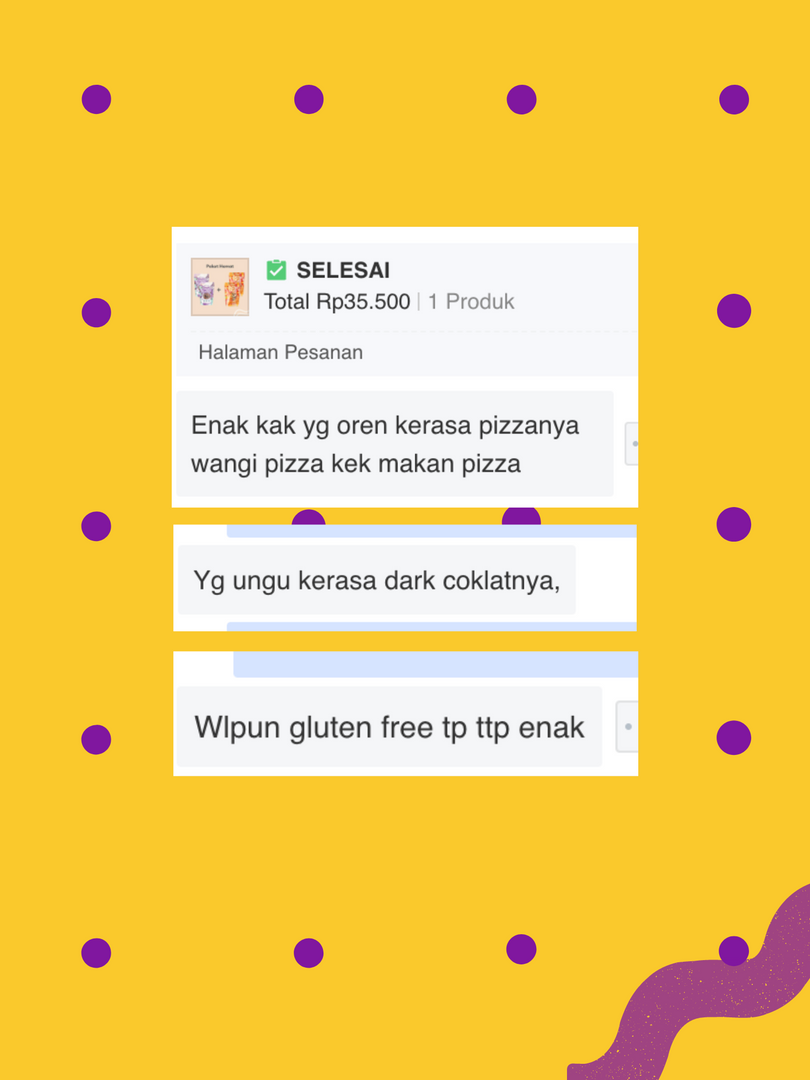 SELESAI
Total Rp35.500 | 1 Produk
Halaman Pesanan
Enak kak yg oren kerasa pizzanya
wangi pizza kek makan pizza
Yg ungu kerasa dark coklatnya,
Wlpun gluten free tp ttp enak